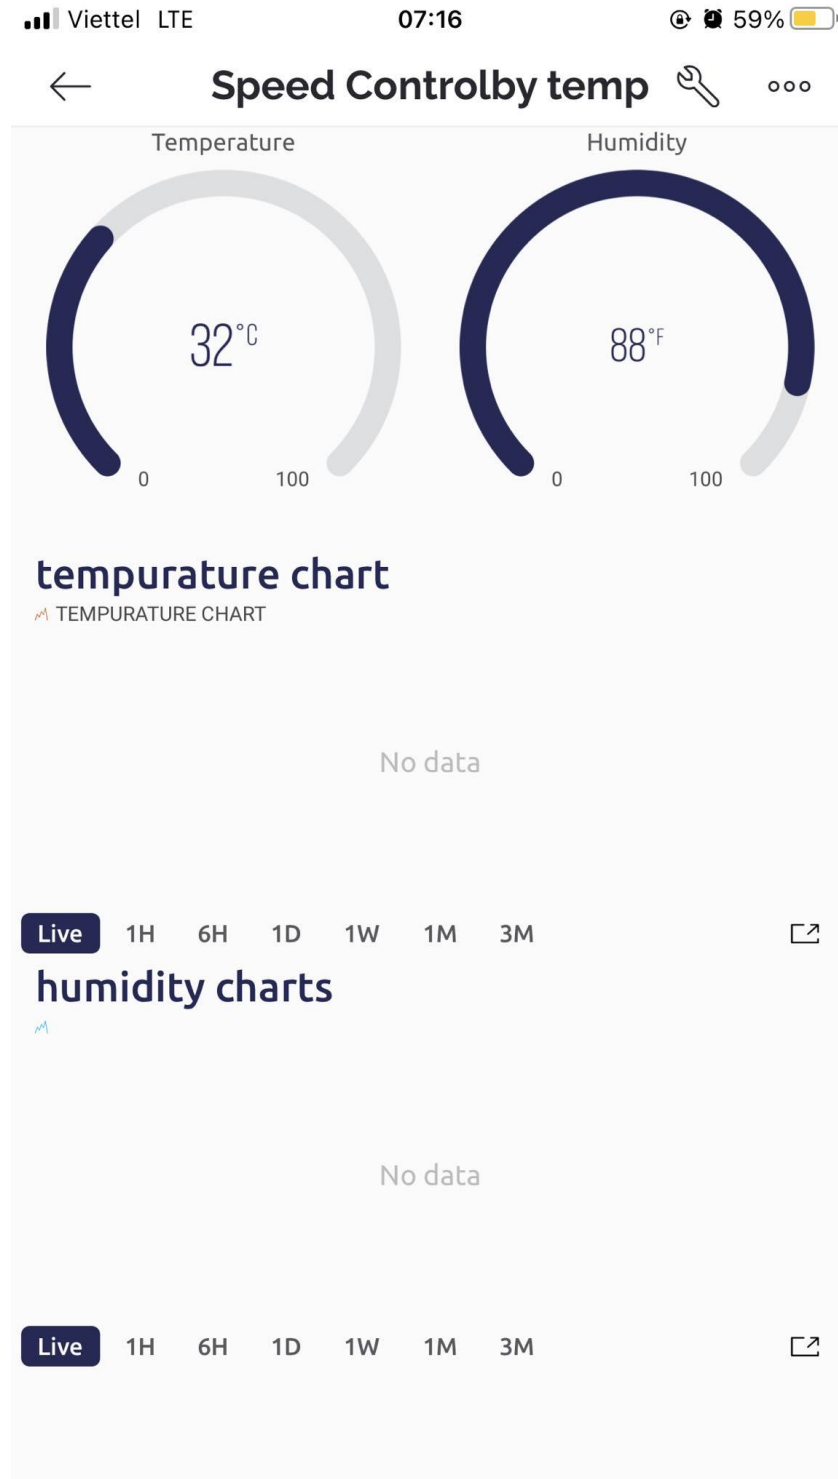 Viettel LTE 07:16 59%
Speed Controlby temp
Temperature Humidity
32°C 88°F
0 100 0 100
tempurature chart
TEMPURATURE CHART
No data
Live 1H 6H 1D 1W 1M 3M
humidity charts
No data
Live 1H 6H 1D 1W 1M 3M